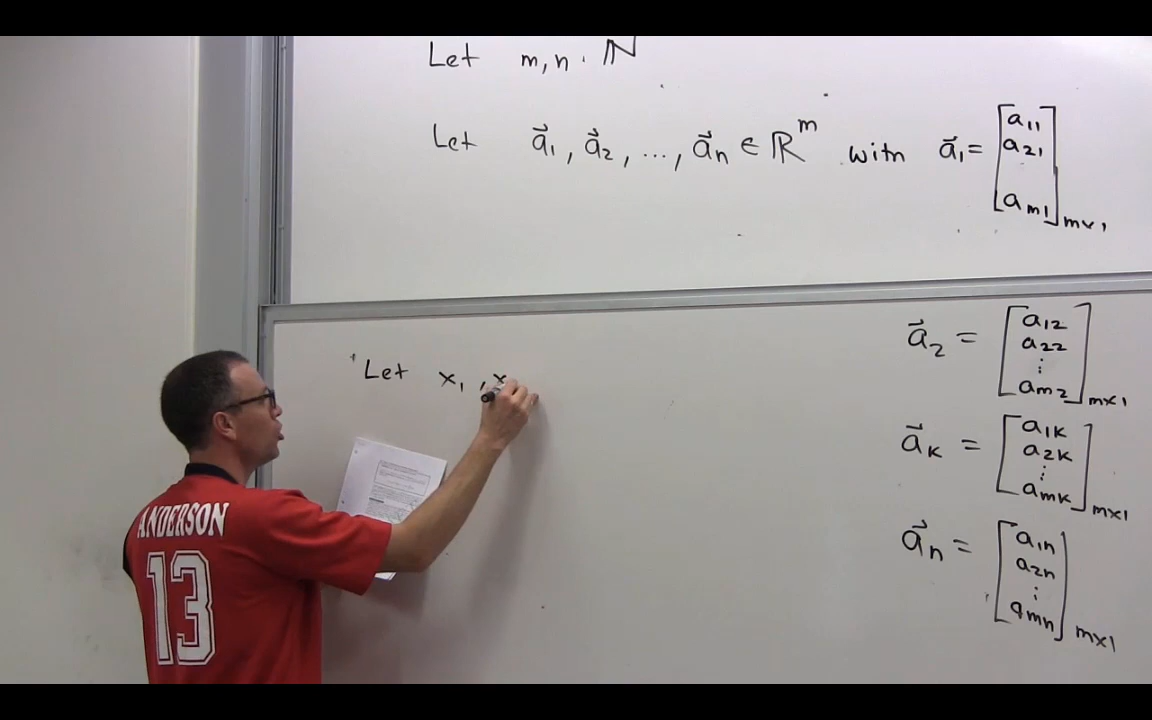 Let m, n · ℕ
Let a⃗₁, a⃗₂, ..., a⃗ₙ ∈ ℝᵐ with a⃗₁ = [a₁₁
a₂₁
aₘ₁]ₘₓ₁
a⃗₂ = [a₁₂
a₂₂
⋮
aₘ₂]ₘₓ₁
Let x₁, x
a⃗ₖ = [a₁ₖ
a₂ₖ
⋮
aₘₖ]ₘₓ₁
a⃗ₙ = [a₁ₙ
a₂ₙ
⋮
aₘₙ]ₘₓ₁
ANDERSON
13